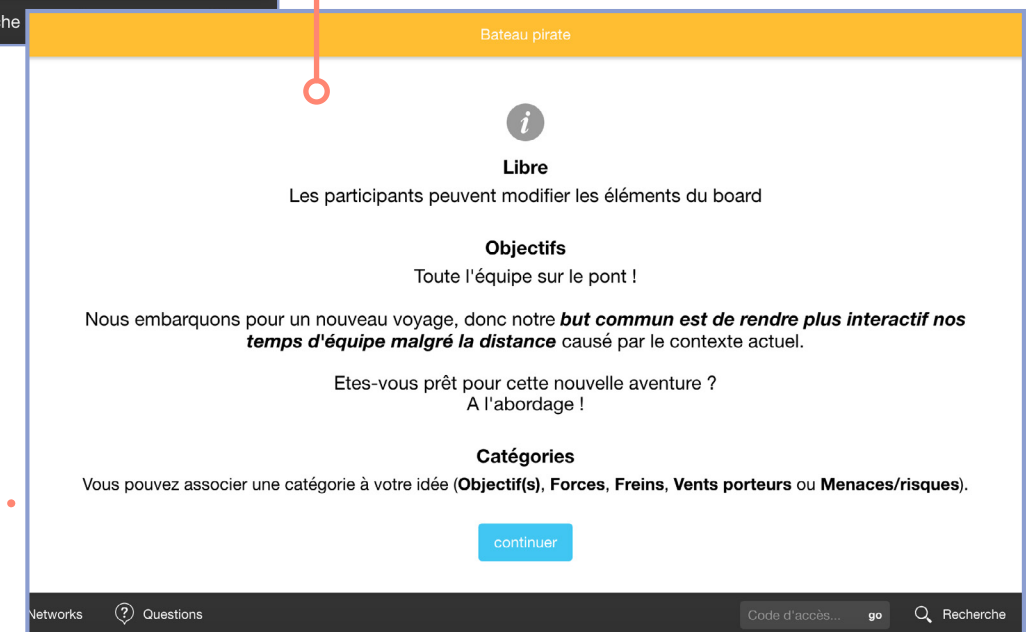 he
Bateau pirate
i
Libre
Les participants peuvent modifier les éléments du board
Objectifs
Toute l'équipe sur le pont !
Nous embarquons pour un nouveau voyage, donc notre but commun est de rendre plus interactif nos
temps d'équipe malgré la distance causé par le contexte actuel.
Etes-vous prêt pour cette nouvelle aventure ?
A l'abordage !
Catégories
Vous pouvez associer une catégorie à votre idée (Objectif(s), Forces, Freins, Vents porteurs ou Menaces/risques).
continuer
Networks ? Questions Code d'accès... go Recherche